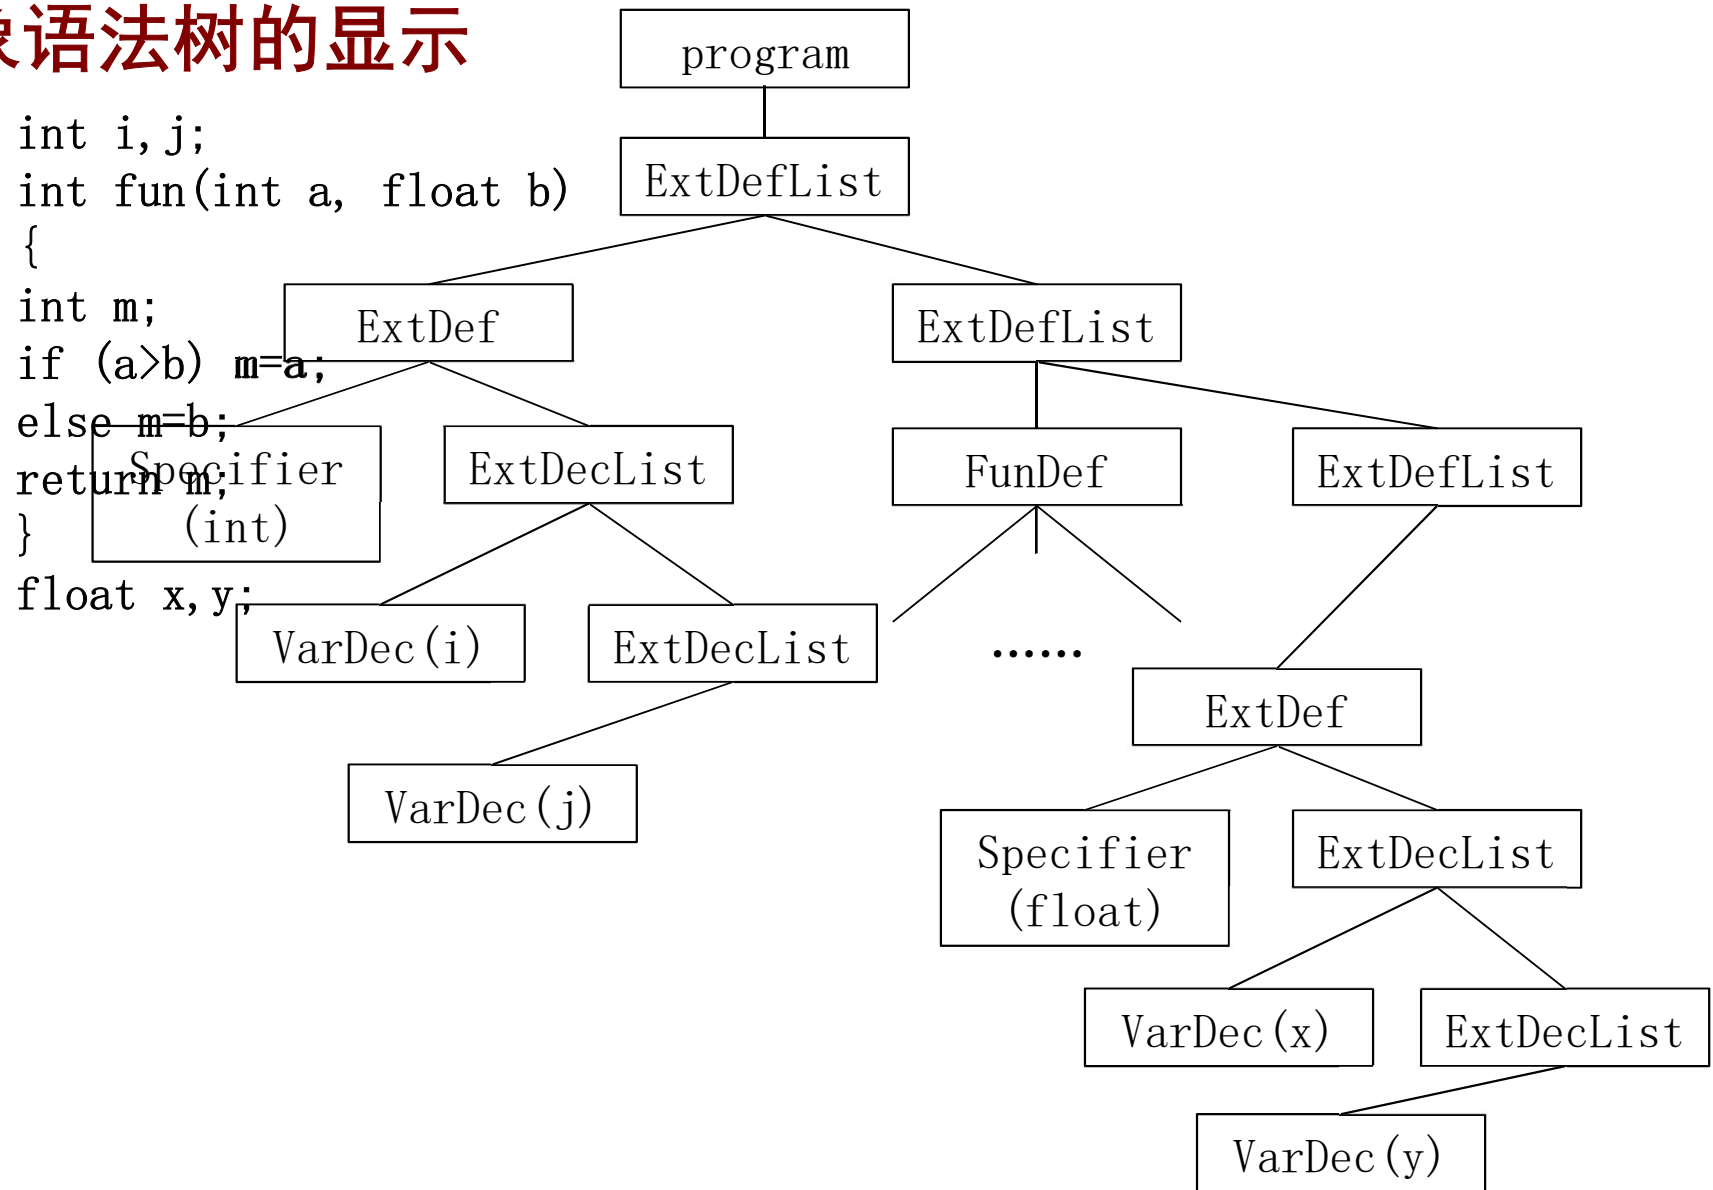 象语法树的显示
int i,j;
int fun(int a, float b)
{
int m;
if (a>b) m=a;
else m=b;
return m;
}
float x,y;
program
ExtDefList
ExtDef
ExtDefList
Specifier
(int)
ExtDecList
FunDef
ExtDefList
VarDec(i)
ExtDecList
......
VarDec(j)
ExtDef
Specifier
(float)
ExtDecList
VarDec(x)
ExtDecList
VarDec(y)